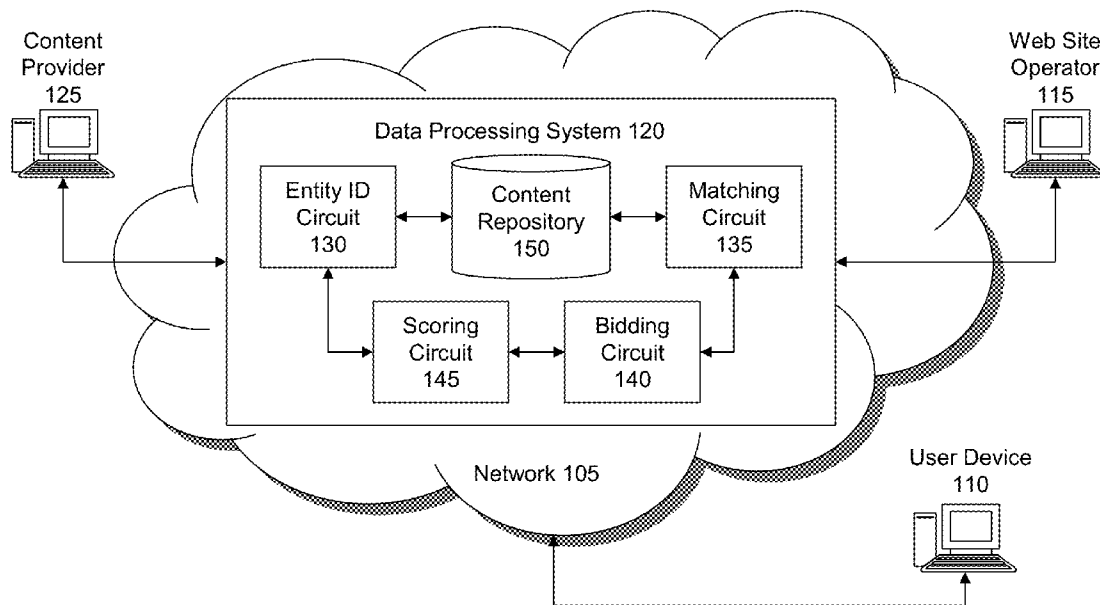 Content
Provider
125
Web Site
Operator
115
Data Processing System 120
Entity ID
Circuit
130
Content
Repository
150
Matching
Circuit
135
Scoring
Circuit
145
Bidding
Circuit
140
Network 105
User Device
110